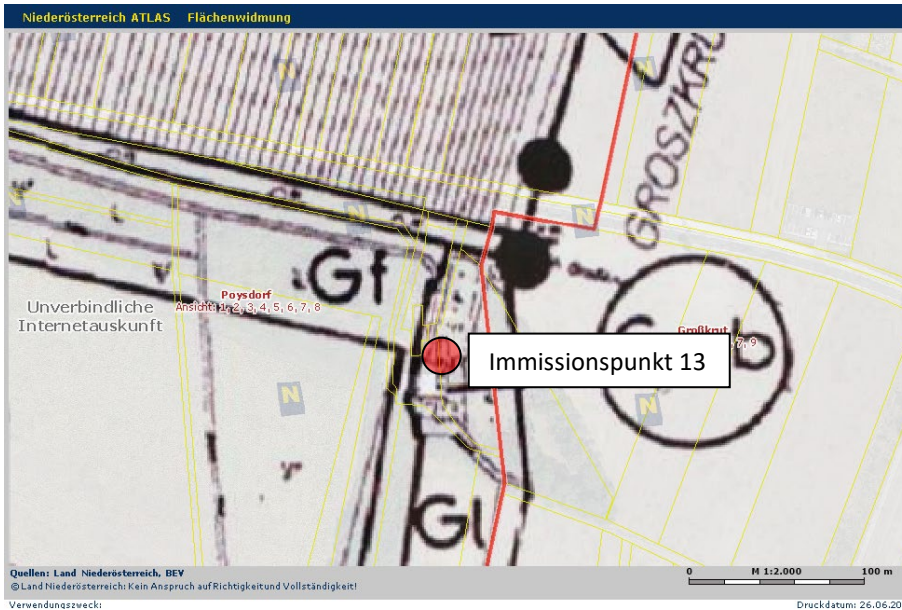 Niederösterreich ATLAS Flächenwidmung
N
N
GROSZKRU
N
N
N
Gf
Poysdorf
Ansicht: 1, 2, 3, 4, 5, 6, 7, 8
Unverbindliche
Internetauskunft
Großkrut
7, 9
b
Immissionspunkt 13
N
N
Gl
Quellen: Land Niederösterreich, BEV
© Land Niederösterreich: Kein Anspruch auf Richtigkeit und Vollständigkeit!
0 M 1:2.000 100 m
Verwendungszweck:
Druckdatum: 26.06.20